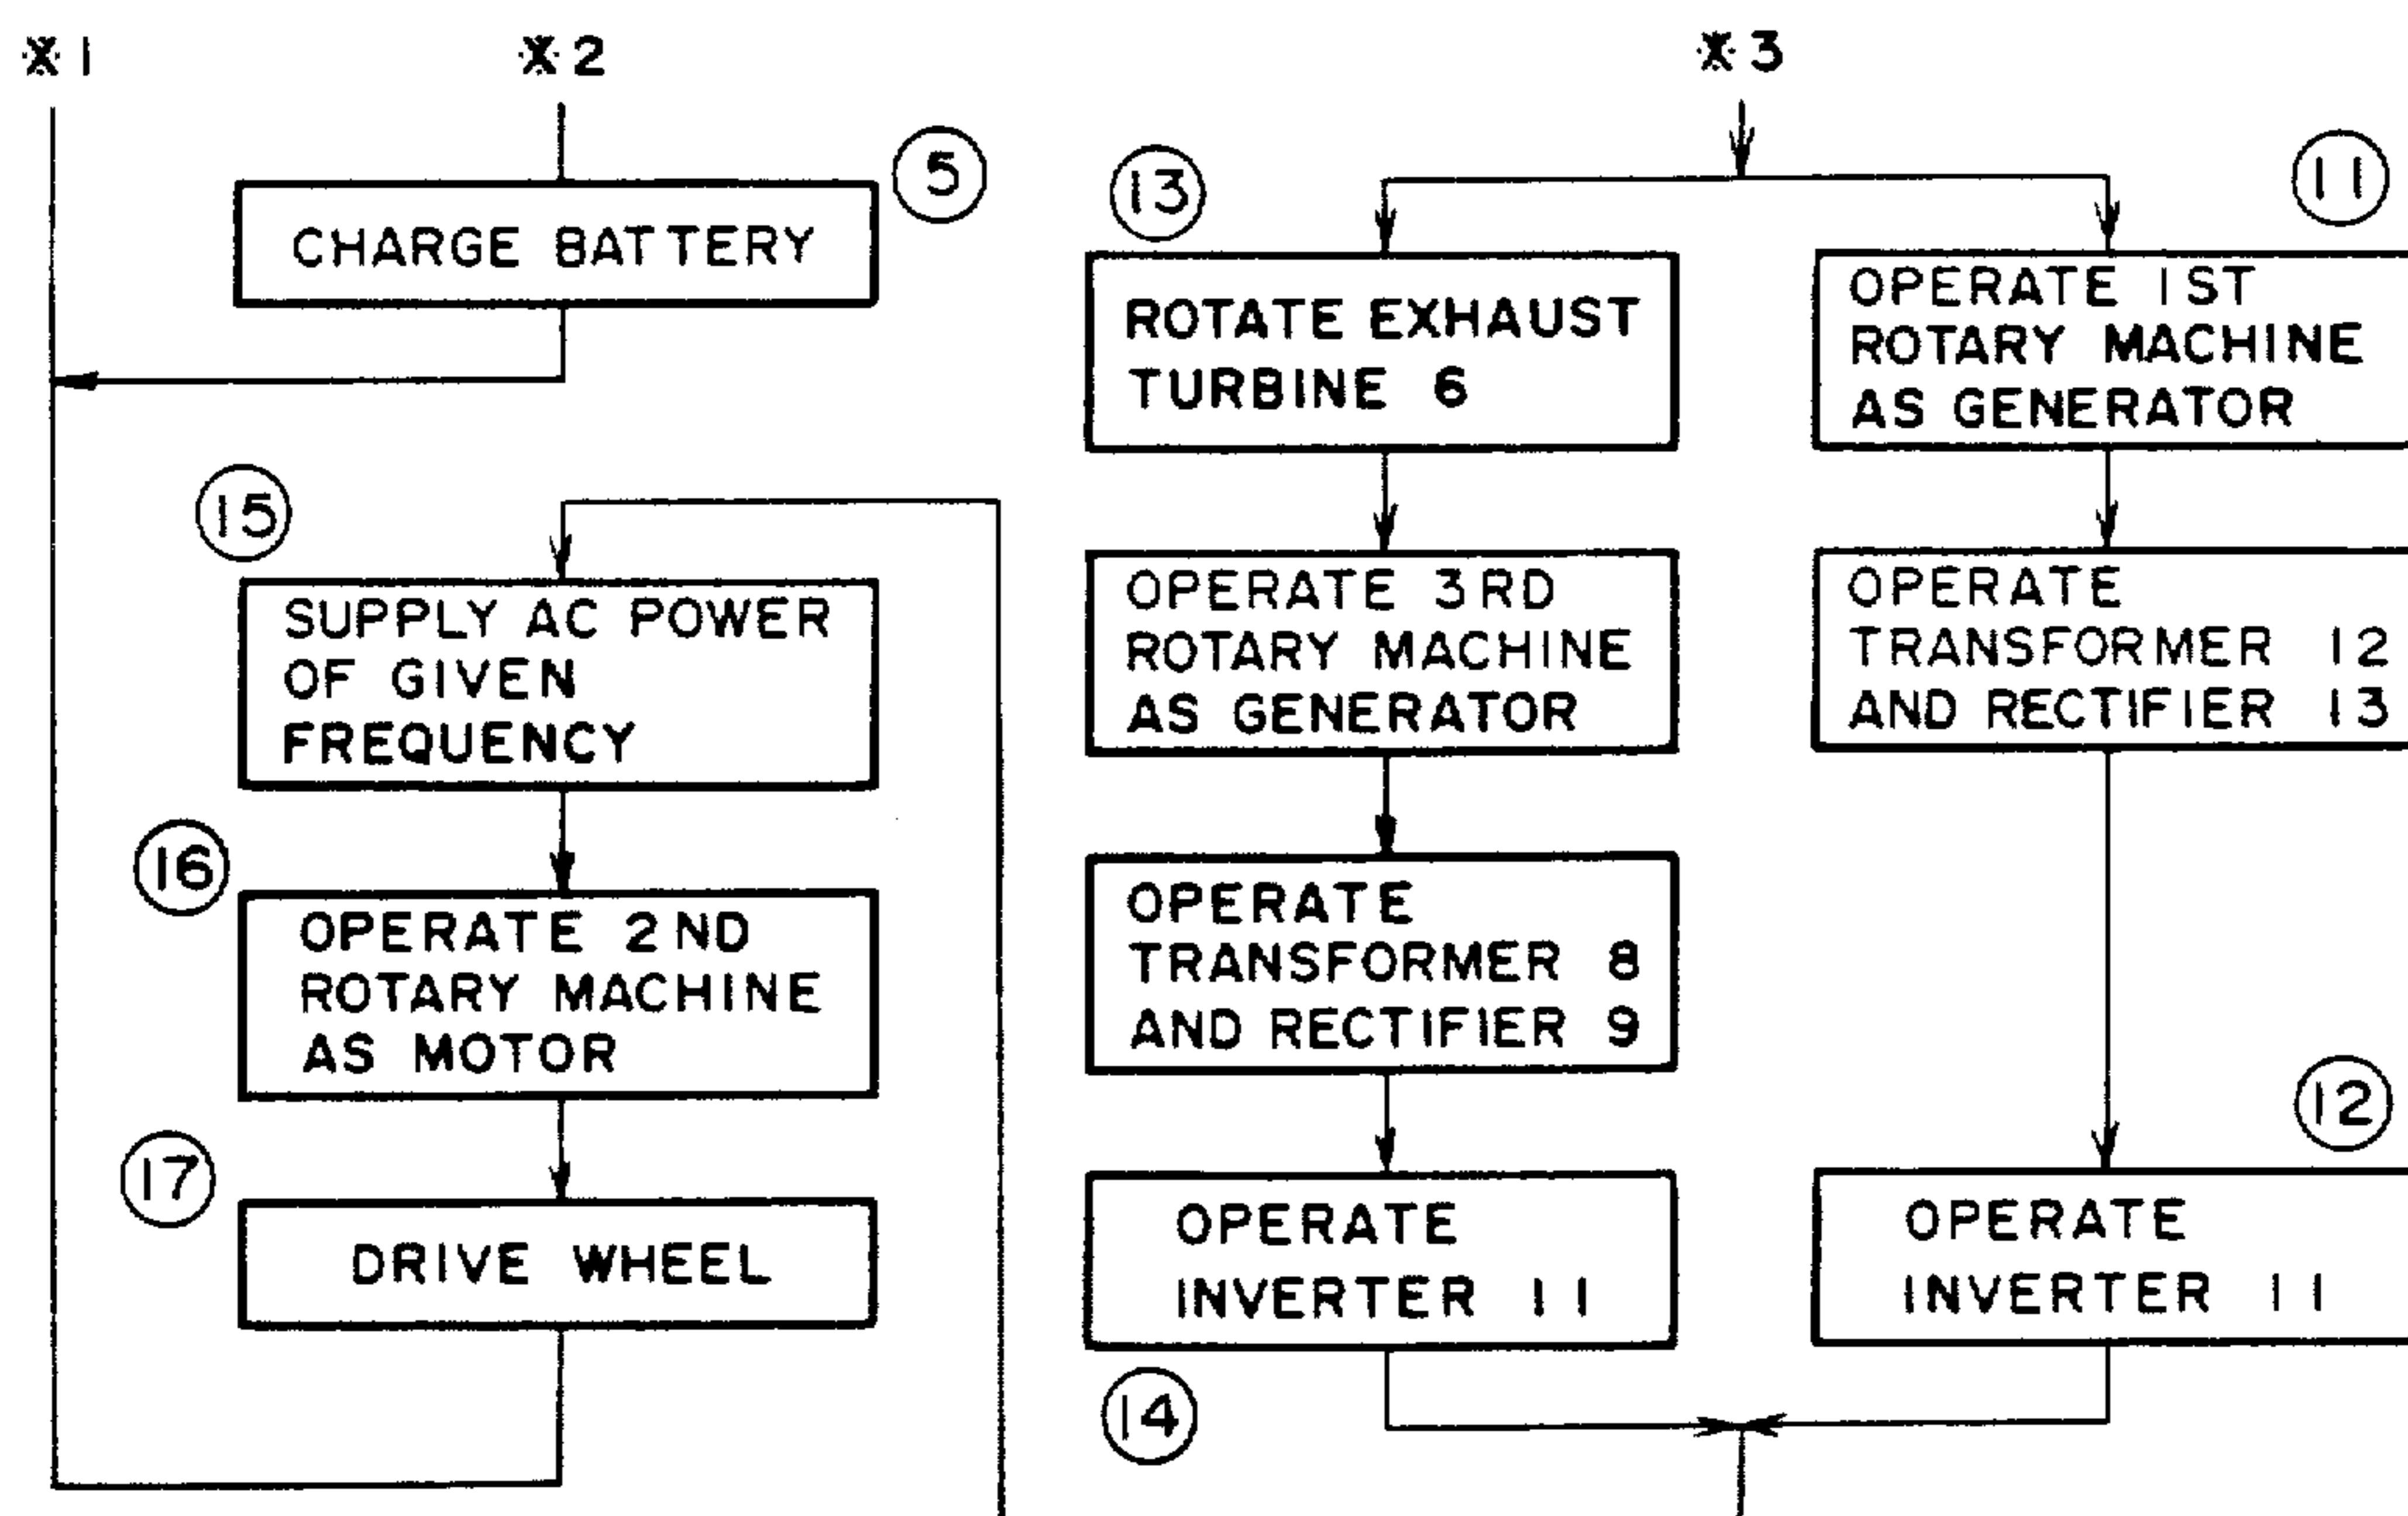 ※1
※2
※3
5
CHARGE BATTERY
15
SUPPLY AC POWER
OF GIVEN
FREQUENCY
16
OPERATE 2ND
ROTARY MACHINE
AS MOTOR
17
DRIVE WHEEL
13
ROTATE EXHAUST
TURBINE 6
OPERATE 3RD
ROTARY MACHINE
AS GENERATOR
OPERATE
TRANSFORMER 8
AND RECTIFIER 9
OPERATE
INVERTER 11
14
11
OPERATE 1ST
ROTARY MACHINE
AS GENERATOR
OPERATE
TRANSFORMER 12
AND RECTIFIER 13
12
OPERATE
INVERTER 11